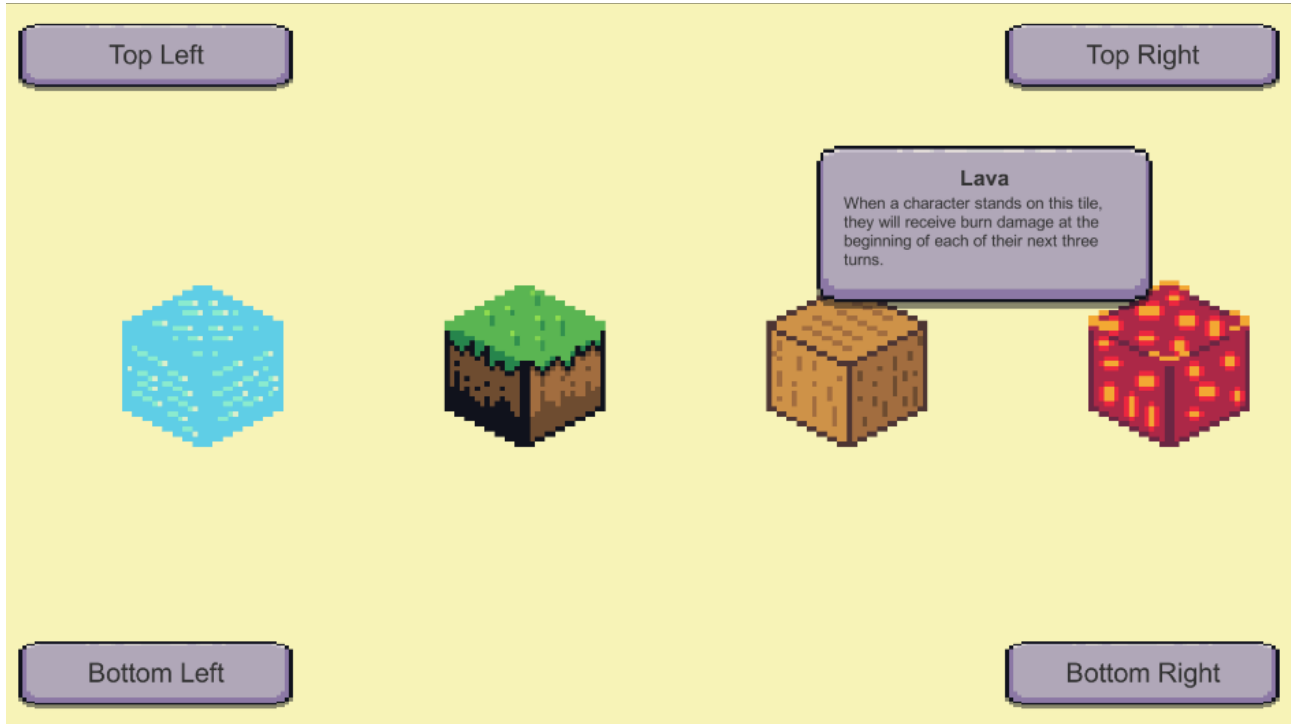 Top Left
Top Right
Lava
When a character stands on this tile,
they will receive burn damage at the
beginning of each of their next three
turns.
Bottom Left
Bottom Right